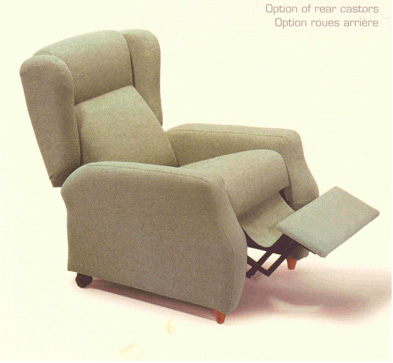 Option of rear castors
Option roues arrière